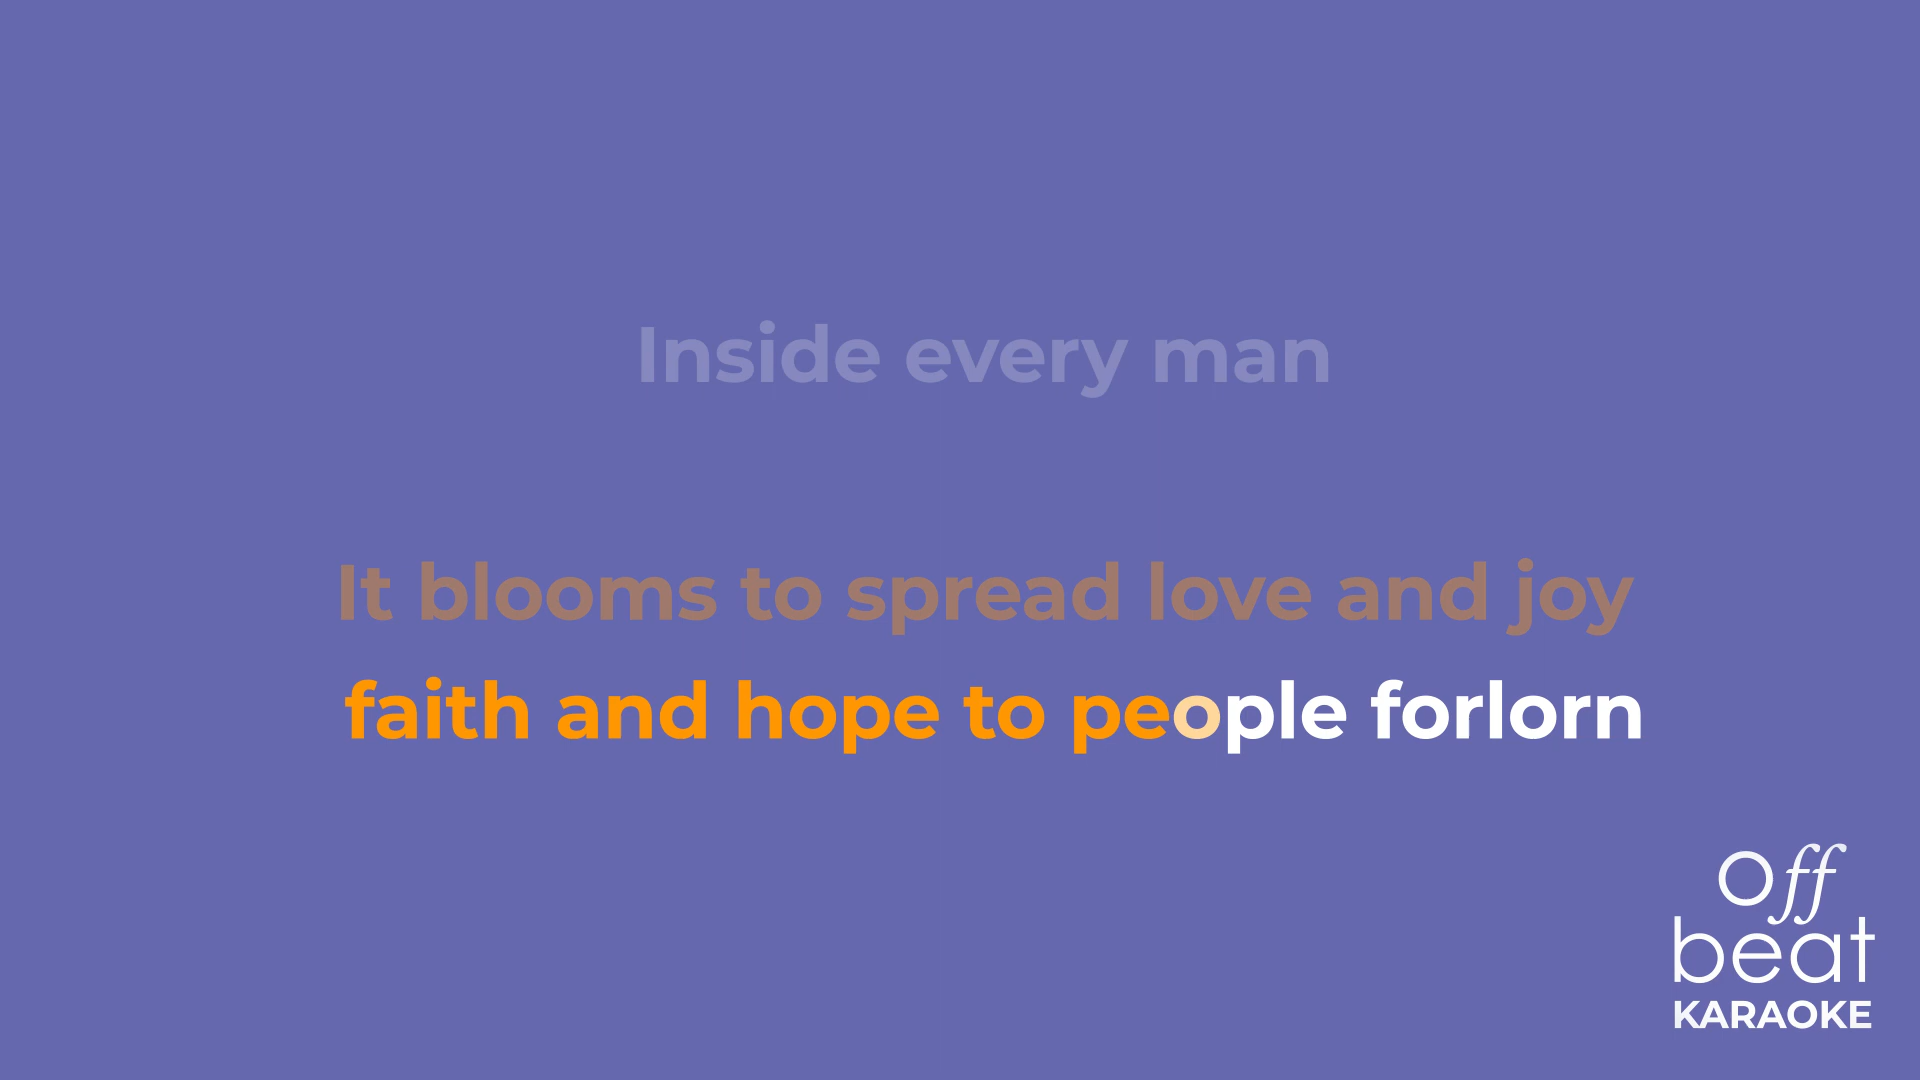 Inside every man
It blooms to spread love and joy
faith and hope to people forlorn
Off
beat
KARAOKE